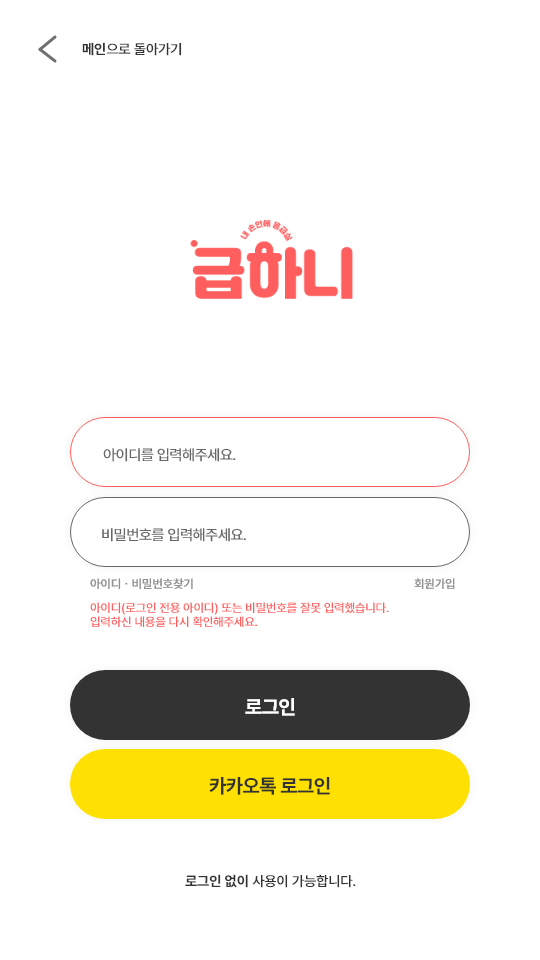 메인으로 돌아가기
내 손안에 응급실
급하니
아이디를 입력해주세요.
비밀번호를 입력해주세요.
아이디 · 비밀번호찾기 회원가입
아이디(로그인 전용 아이디) 또는 비밀번호를 잘못 입력했습니다.
입력하신 내용을 다시 확인해주세요.
로그인
카카오톡 로그인
로그인 없이 사용이 가능합니다.